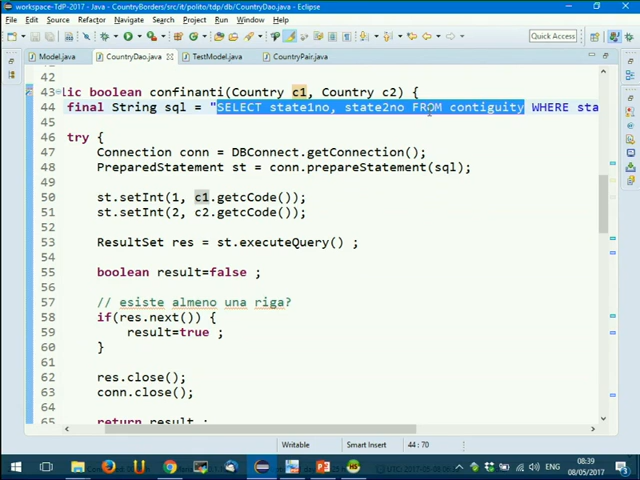 workspace-TdP-2017 - Java - CountryBorders/src/it/polito/tdp/db/CountryDao.java - Eclipse
File Edit Source Refactor Navigate Search Project Run Window Help
Quick Access
Model.java CountryDao.java TestModel.java CountryPair.java
42
43 lic boolean confinanti(Country c1, Country c2) {
44 final String sql = "SELECT state1no, state2no FROM contiguity WHERE sta
45
46 try {
47 Connection conn = DBConnect.getConnection();
48 PreparedStatement st = conn.prepareStatement(sql);
49
50 st.setInt(1, c1.getcCode());
51 st.setInt(2, c2.getcCode());
52
53 ResultSet res = st.executeQuery() ;
54
55 boolean result=false ;
56
57 // esiste almeno una riga?
58 if(res.next()) {
59 result=true ;
60 }
61
62 res.close();
63 conn.close();
64
65 return result ;
Writable Smart Insert 44 : 70
ENG 08:39
08/05/2017